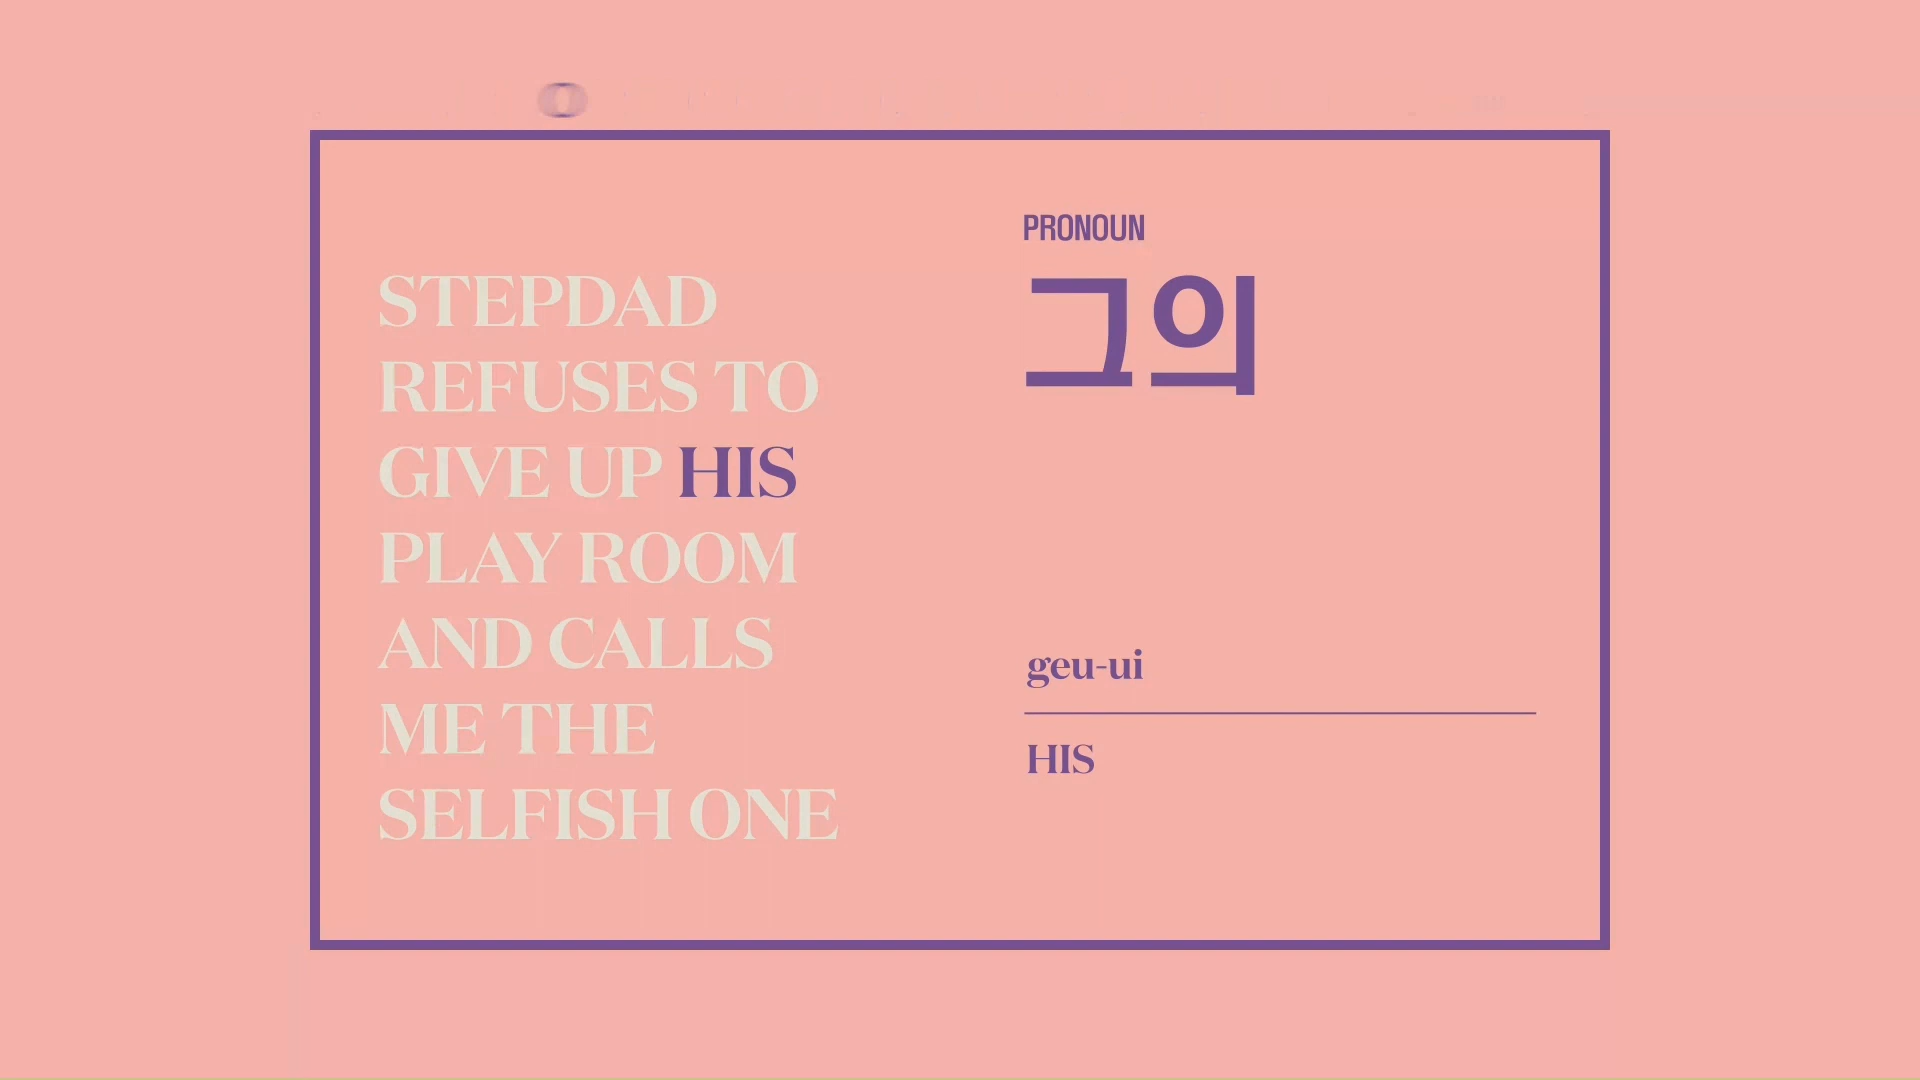 STEPDAD
REFUSES TO
GIVE UP HIS
PLAY ROOM
AND CALLS
ME THE
SELFISH ONE
PRONOUN
그의
geu-ui
HIS